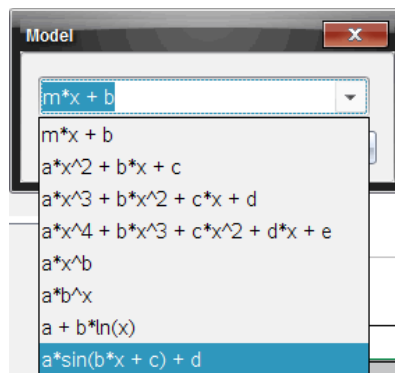 Model
m*x + b
m*x + b
a*x^2 + b*x + c
a*x^3 + b*x^2 + c*x + d
a*x^4 + b*x^3 + c*x^2 + d*x + e
a*x^b
a*b^x
a + b*ln(x)
a*sin(b*x + c) + d